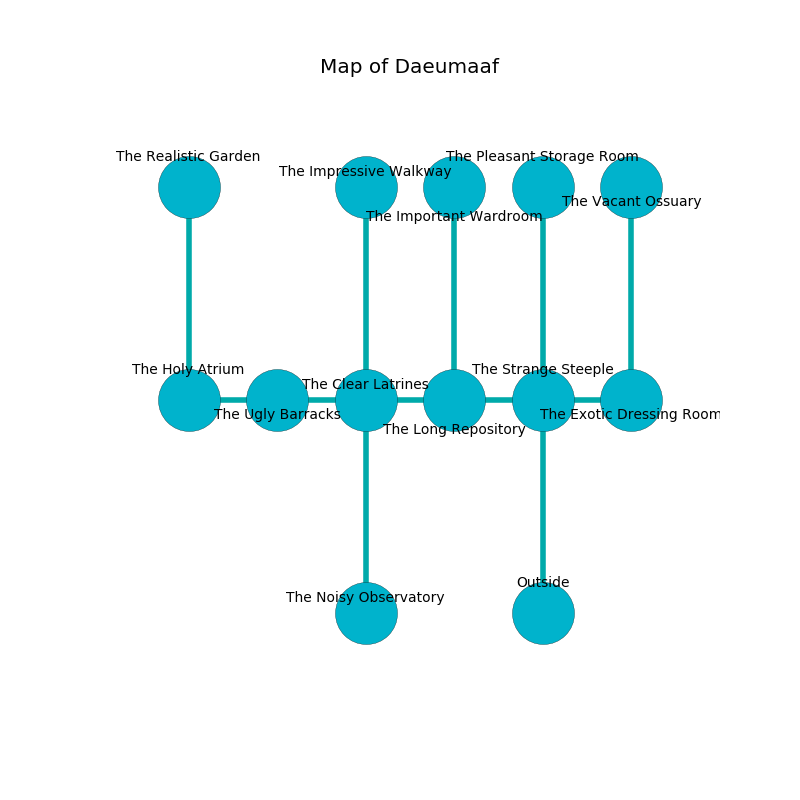 Map of Daeumaaf
The Realistic Garden
The Pleasant Storage Room
The Impressive Walkway
The Vacant Ossuary
The Important Wardroom
The Holy Atrium
The Strange Steeple
The Clear Latrines
The Ugly Barracks
The Exotic Dressing Room
The Long Repository
Outside
The Noisy Observatory